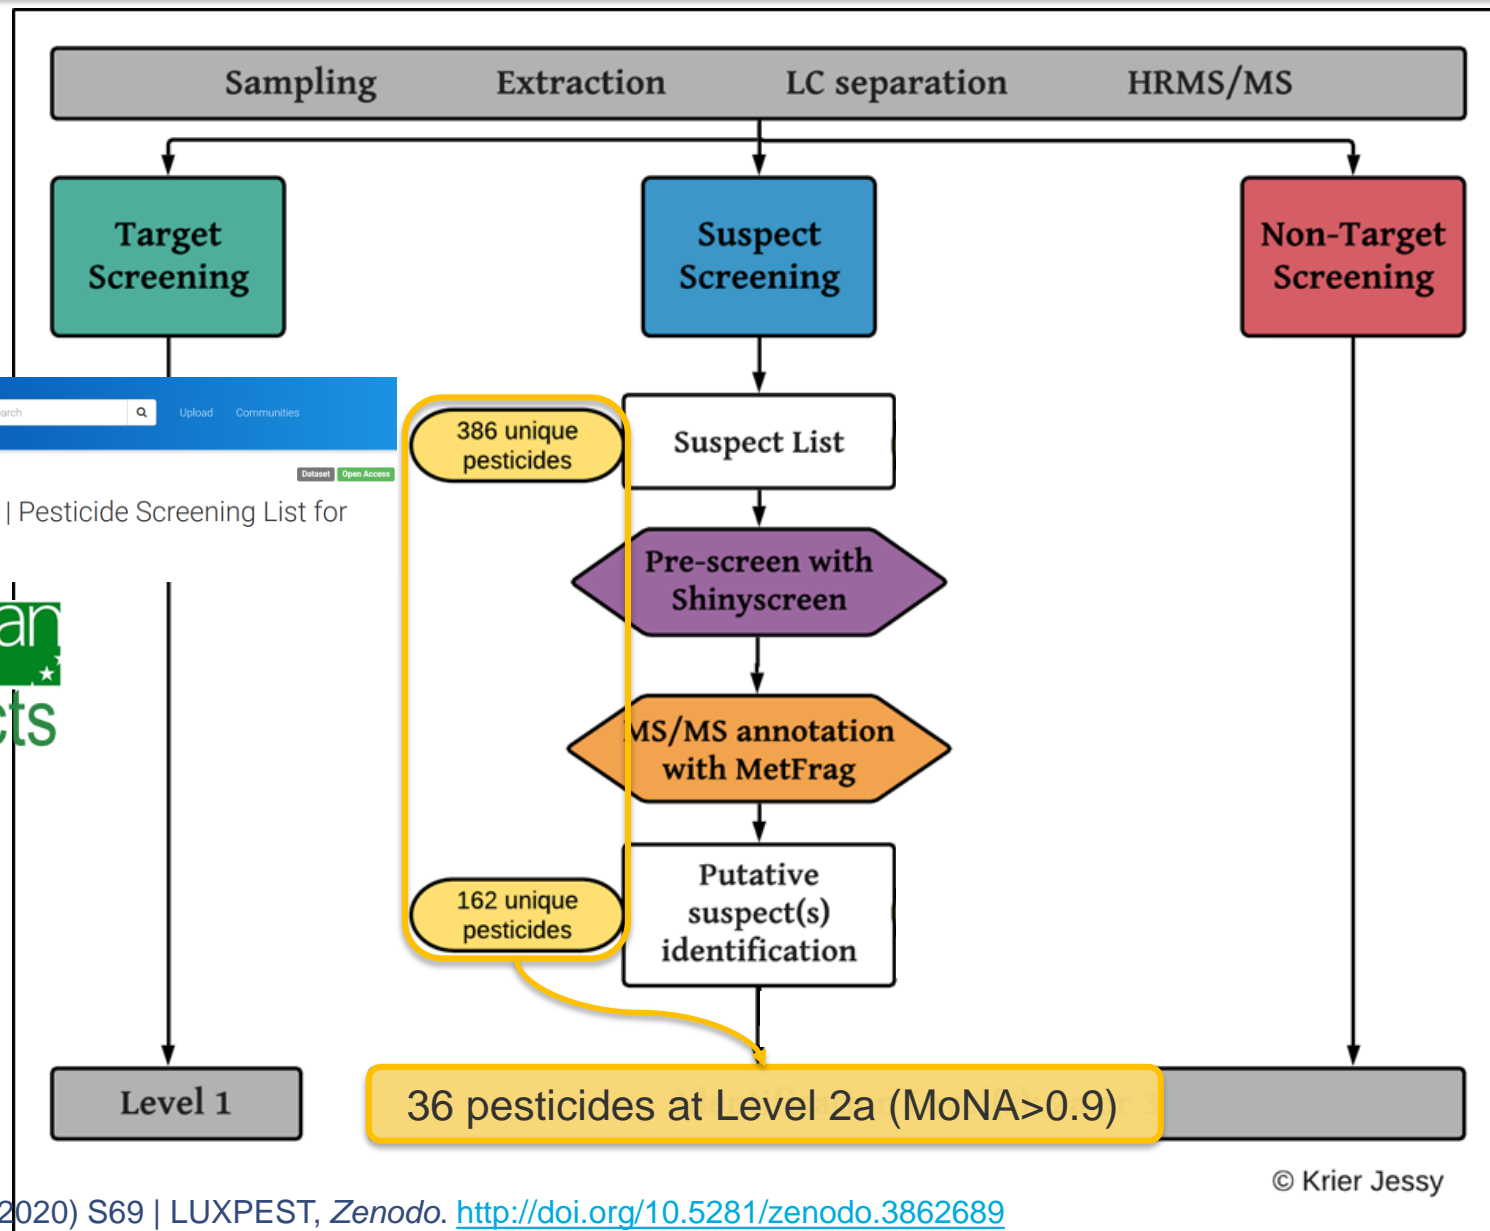 Sampling Extraction LC separation HRMS/MS
Target
Screening
Suspect
Screening
Non-Target
Screening
Upload Communities
Dataset Open Access
| Pesticide Screening List for
386 unique
pesticides
Suspect List
Pre-screen with
Shinyscreen
MS/MS annotation
with MetFrag
162 unique
pesticides
Putative
suspect(s)
identification
Level 1
36 pesticides at Level 2a (MoNA>0.9)
© Krier Jessy
2020) S69 | LUXPEST, Zenodo. http://doi.org/10.5281/zenodo.3862689